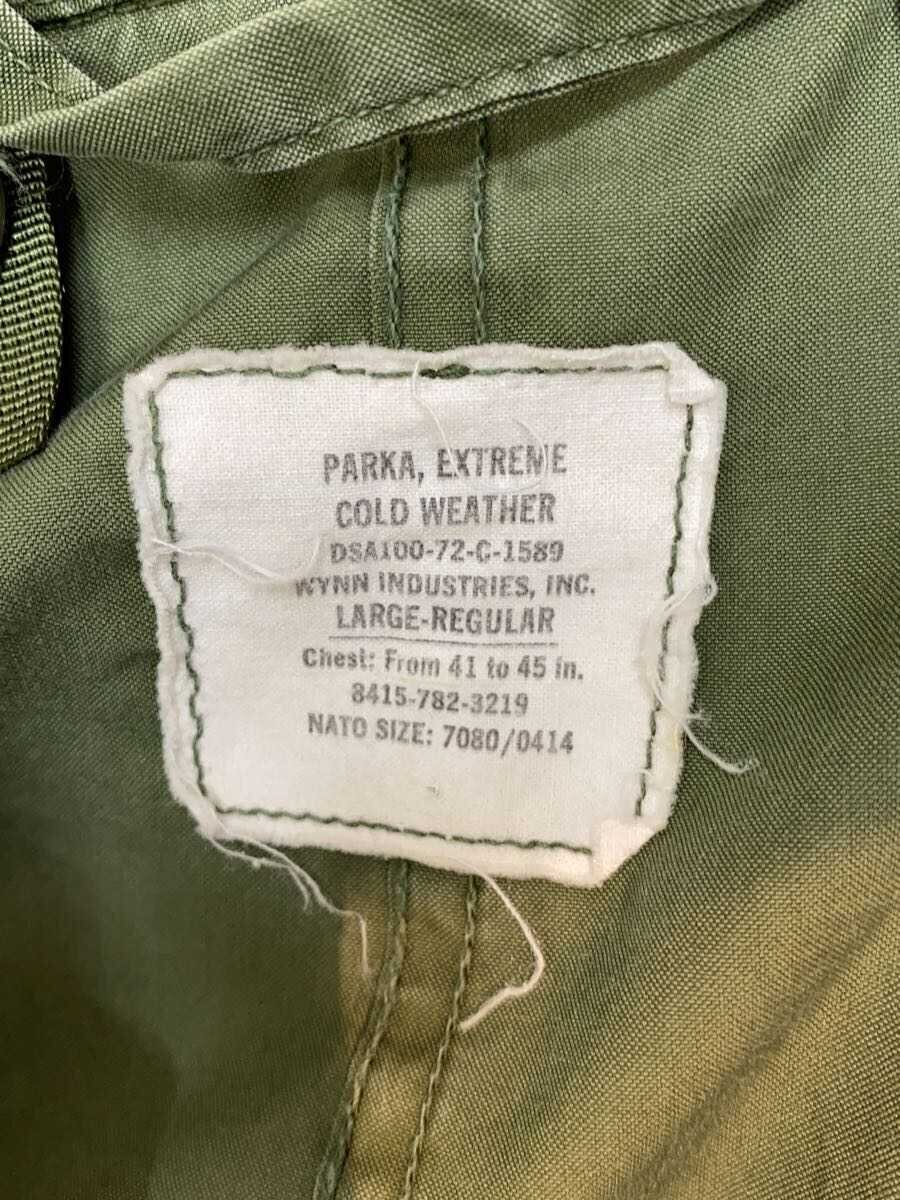 PARKA, EXTREME
COLD WEATHER
DSA100-72-C-1589
WYNN INDUSTRIES, INC.
LARGE-REGULAR
Chest: From 41 to 45 in.
8415-782-3219
NATO SIZE: 7080/0414